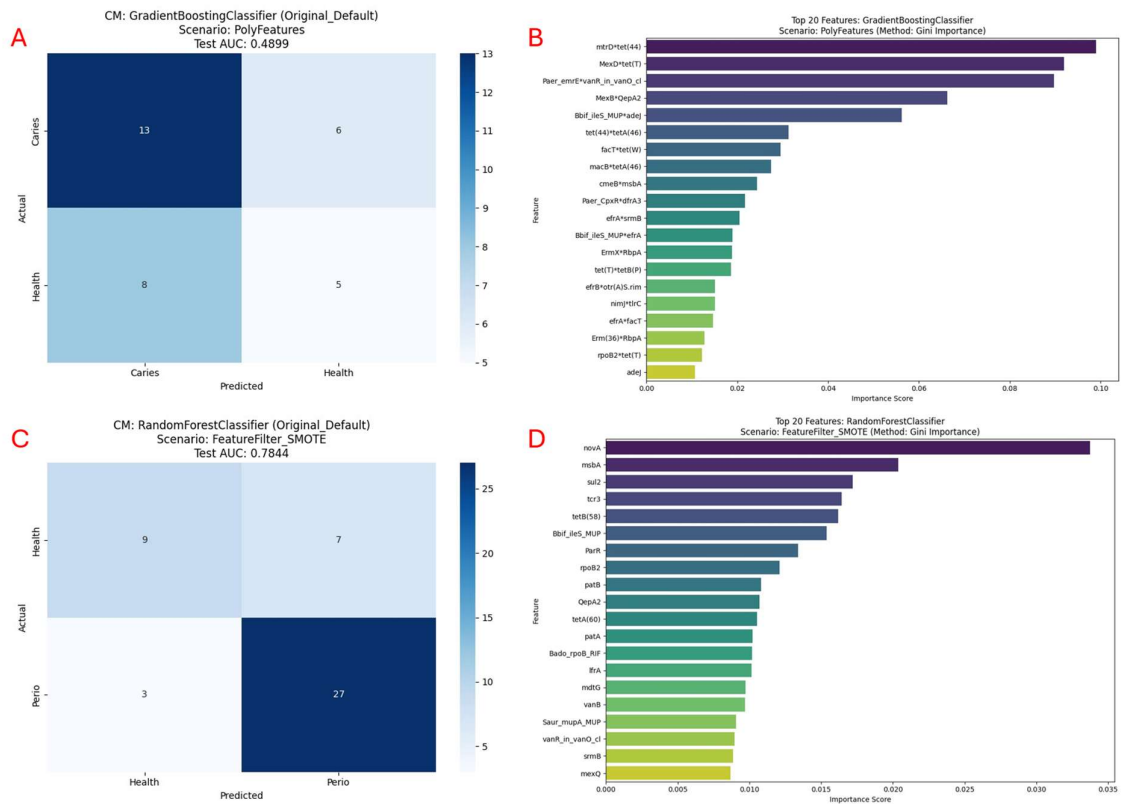 A
CM: GradientBoostingClassifier (Original_Default)
Scenario: PolyFeatures
Test AUC: 0.4899
Actual
Caries
Health
13
6
8
5
Caries
Health
Predicted
13
12
11
10
9
8
7
6
5
B
Top 20 Features: GradientBoostingClassifier
Scenario: PolyFeatures (Method: Gini Importance)
Feature
mtrD*tet(44)
MexD*tet(T)
Paer_emrE*vanR_in_vanO_cl
MexB*QepA2
Bbif_ileS_MUP*adeJ
tet(44)*tetA(46)
facT*tet(W)
macB*tetA(46)
cmeB*msbA
Paer_CpxR*dfrA3
efrA*srmB
Bbif_ileS_MUP*efrA
ErmX*RbpA
tet(T)*tetB(P)
efrB*otr(A)S.rim
nimJ*tlrC
efrA*facT
Erm(36)*RbpA
rpoB2*tet(T)
adeJ
0.00
0.02
0.04
0.06
0.08
0.10
Importance Score
C
CM: RandomForestClassifier (Original_Default)
Scenario: FeatureFilter_SMOTE
Test AUC: 0.7844
Actual
Health
Perio
9
7
3
27
Health
Perio
Predicted
25
20
15
10
5
D
Top 20 Features: RandomForestClassifier
Scenario: FeatureFilter_SMOTE (Method: Gini Importance)
Feature
novA
msbA
sul2
tcr3
tetB(58)
Bbif_ileS_MUP
ParR
rpoB2
patB
QepA2
tetA(60)
patA
Bado_rpoB_RIF
lfrA
mdtG
vanB
Saur_mupA_MUP
vanR_in_vanO_cl
srmB
mexQ
0.000
0.005
0.010
0.015
0.020
0.025
0.030
0.035
Importance Score